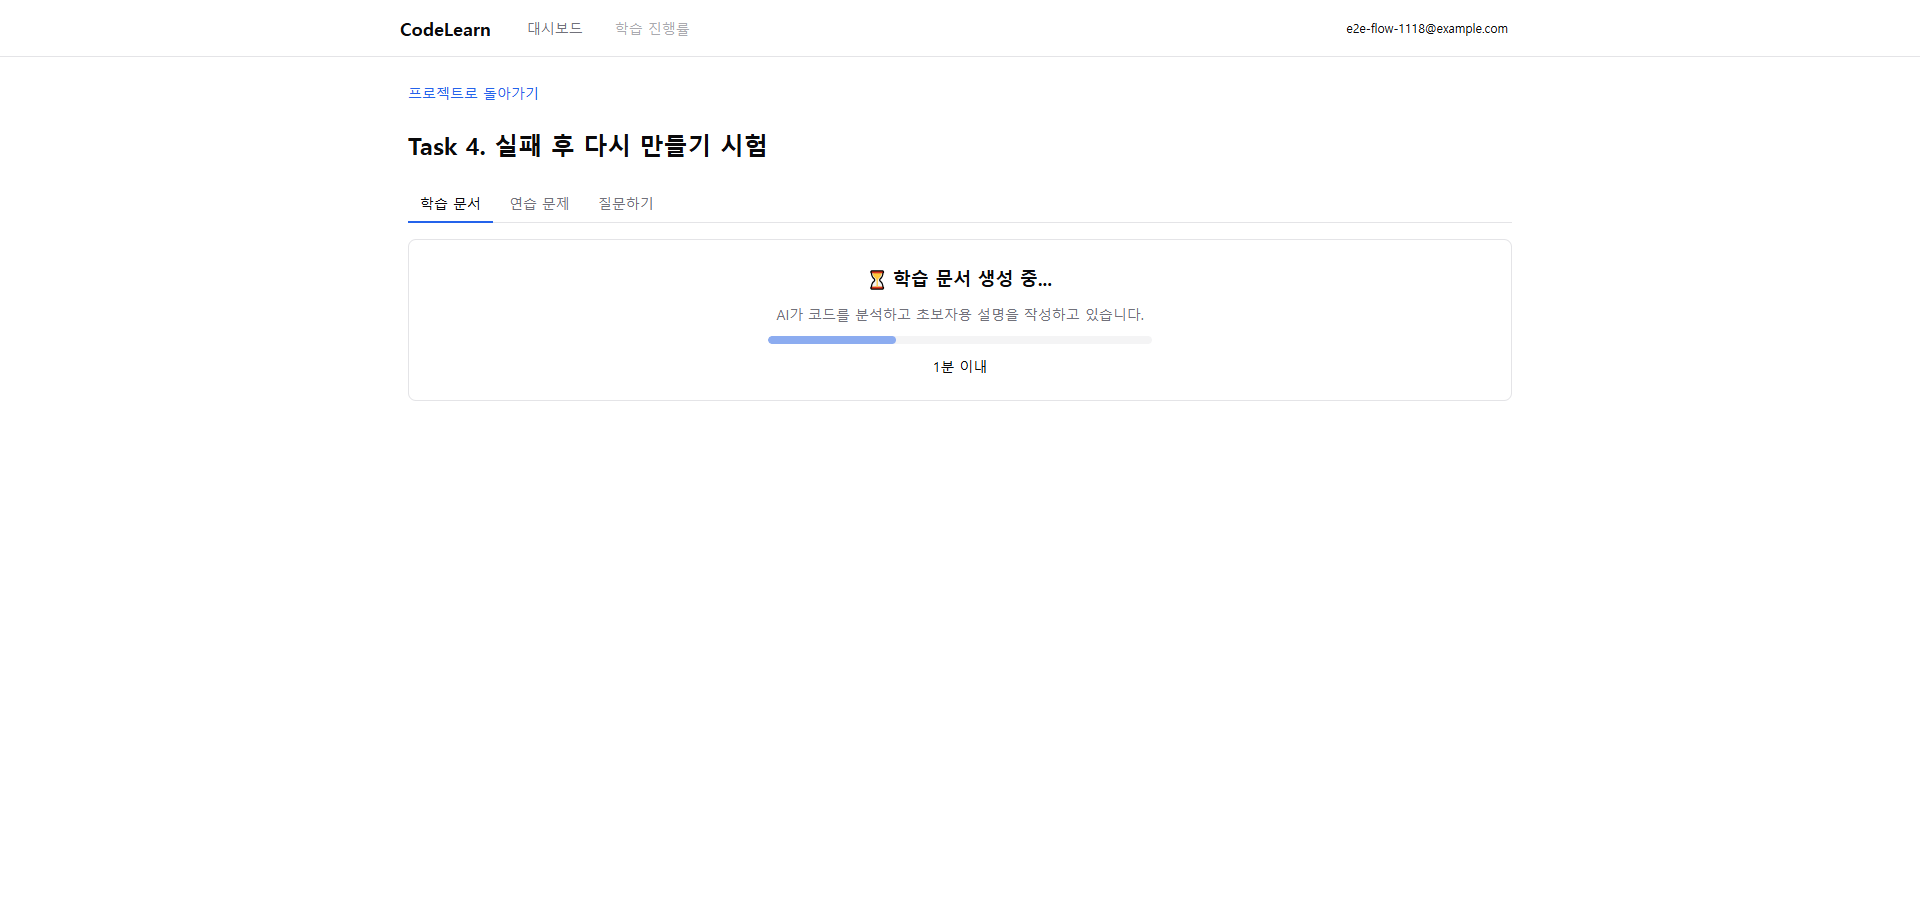 CodeLearn 대시보드 학습 진행률 e2e-flow-1118@example.com
프로젝트로 돌아가기
Task 4. 실패 후 다시 만들기 시험
학습 문서 연습 문제 질문하기
⏳ 학습 문서 생성 중...
AI가 코드를 분석하고 초보자용 설명을 작성하고 있습니다.
1분 이내